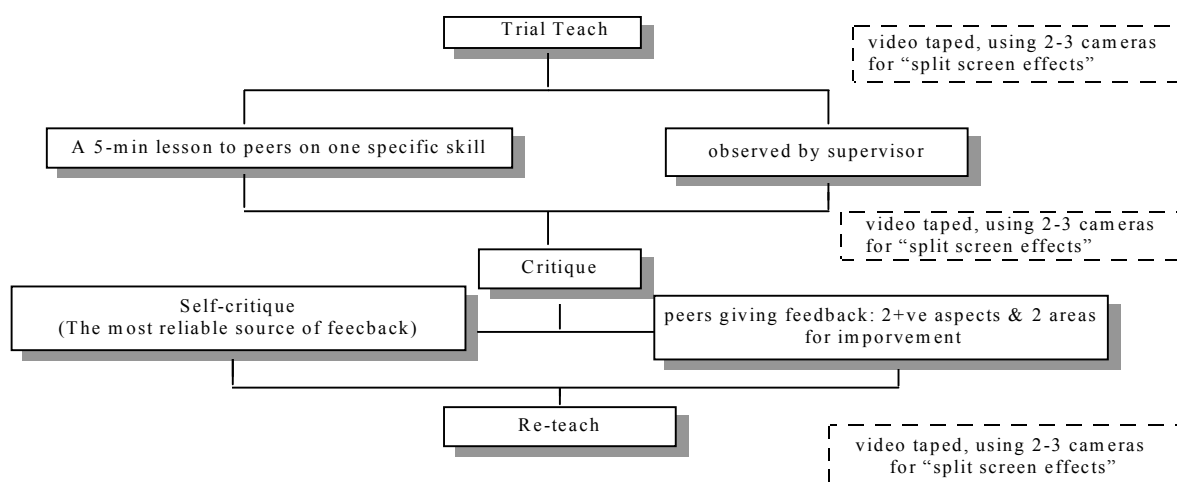 Trial Teach
video taped, using 2-3 cameras
for “split screen effects”
A 5-min lesson to peers on one specific skill
observed by supervisor
video taped, using 2-3 cameras
for “split screen effects”
Critique
Self-critique
(The most reliable source of feecback)
peers giving feedback: 2+ve aspects & 2 areas
for imporvement
Re-teach
video taped, using 2-3 cameras
for “split screen effects”